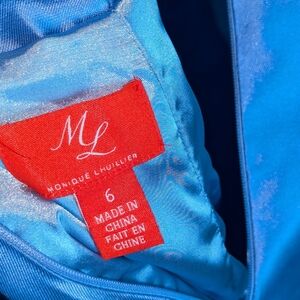 ML
MONIQUE LHUILLIER
6
MADE IN
CHINA
FAIT EN
CHINE